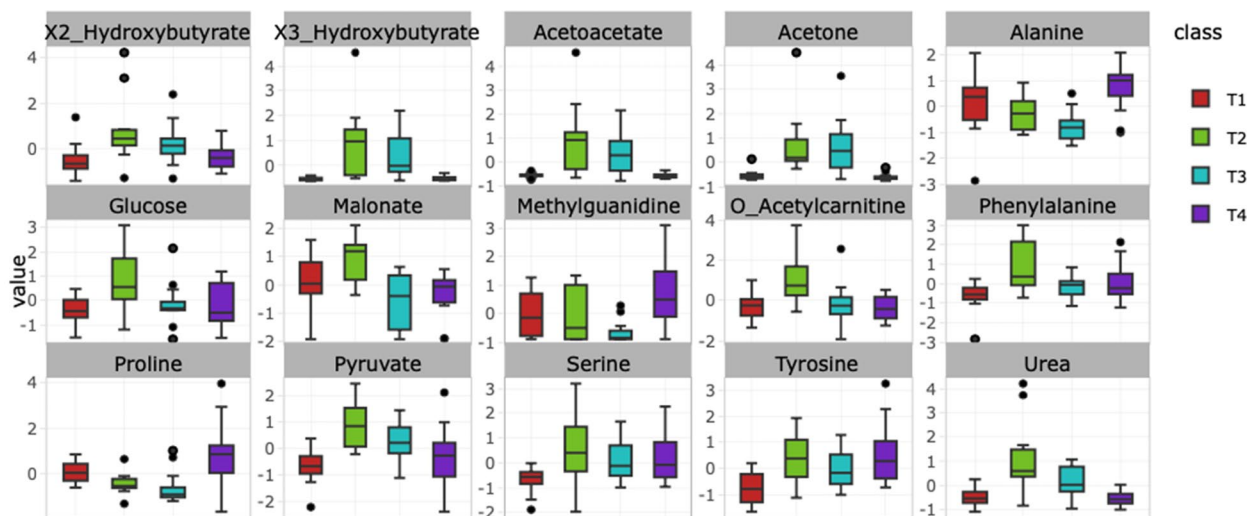 X2_Hydroxybutyrate X3_Hydroxybutyrate Acetoacetate Acetone Alanine class
4 2 0
4 3 2 1 0
4 3 2 1 0 -1
4 3 2 1 0 -1
2 1 0 -1 -2 -3
T1
T2
T3
T4
value
Glucose Malonate Methylguanidine O_Acetylcarnitine Phenylalanine
3 2 1 0 -1
2 1 0 -1 -2
3 2 1 0 -1
4 2 0 -2
3 2 1 0 -1 -2 -3
Proline Pyruvate Serine Tyrosine Urea
4 2 0
2 1 0 -1 -2
3 2 1 0 -1 -2
3 2 1 0 -1
4 3 2 1 0 -1